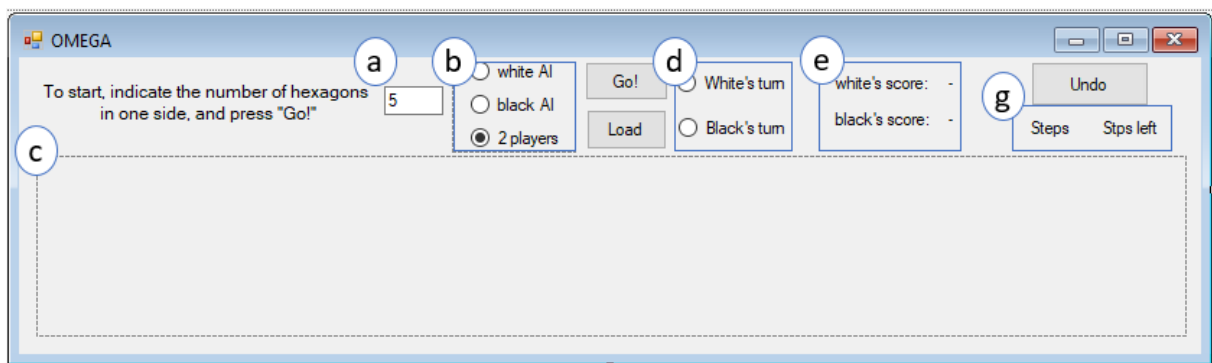 OMEGA
a
b
d
e
g
c
To start, indicate the number of hexagons
in one side, and press "Go!"
5
white AI
black AI
2 players
Go!
Load
White's turn
Black's turn
white's score: -
black's score: -
Undo
Steps Stps left